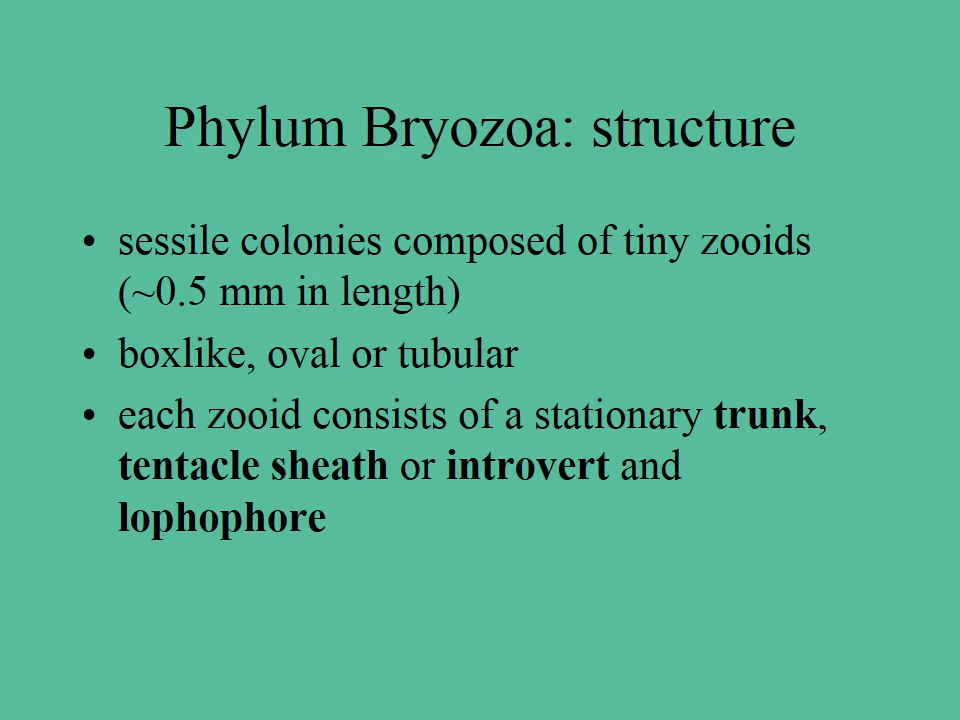 Phylum Bryozoa: structure
• sessile colonies composed of tiny zooids
(~0.5 mm in length)
• boxlike, oval or tubular
• each zooid consists of a stationary trunk,
tentacle sheath or introvert and
lophophore